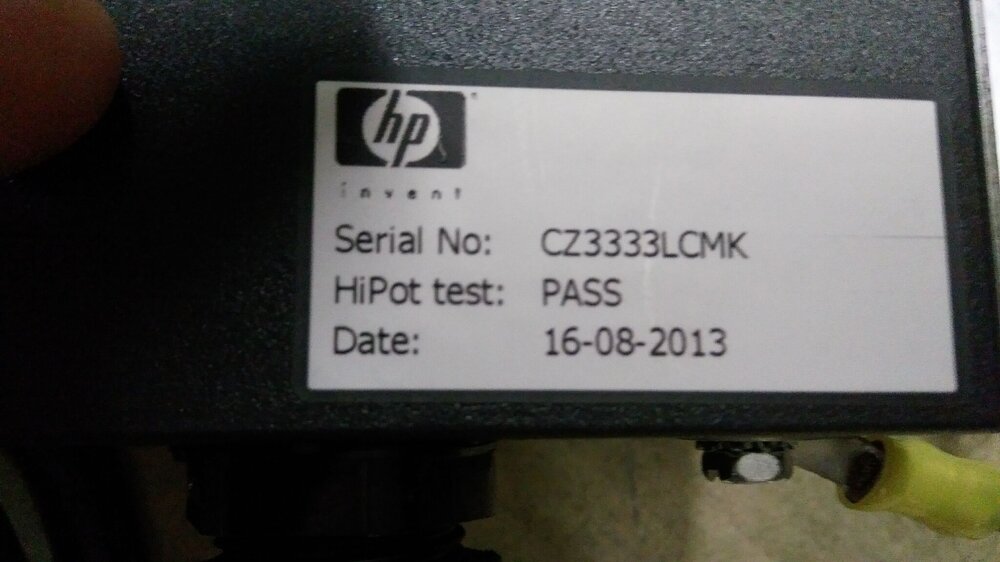 hp
invent
Serial No: CZ3333LCMK
HiPot test: PASS
Date: 16-08-2013